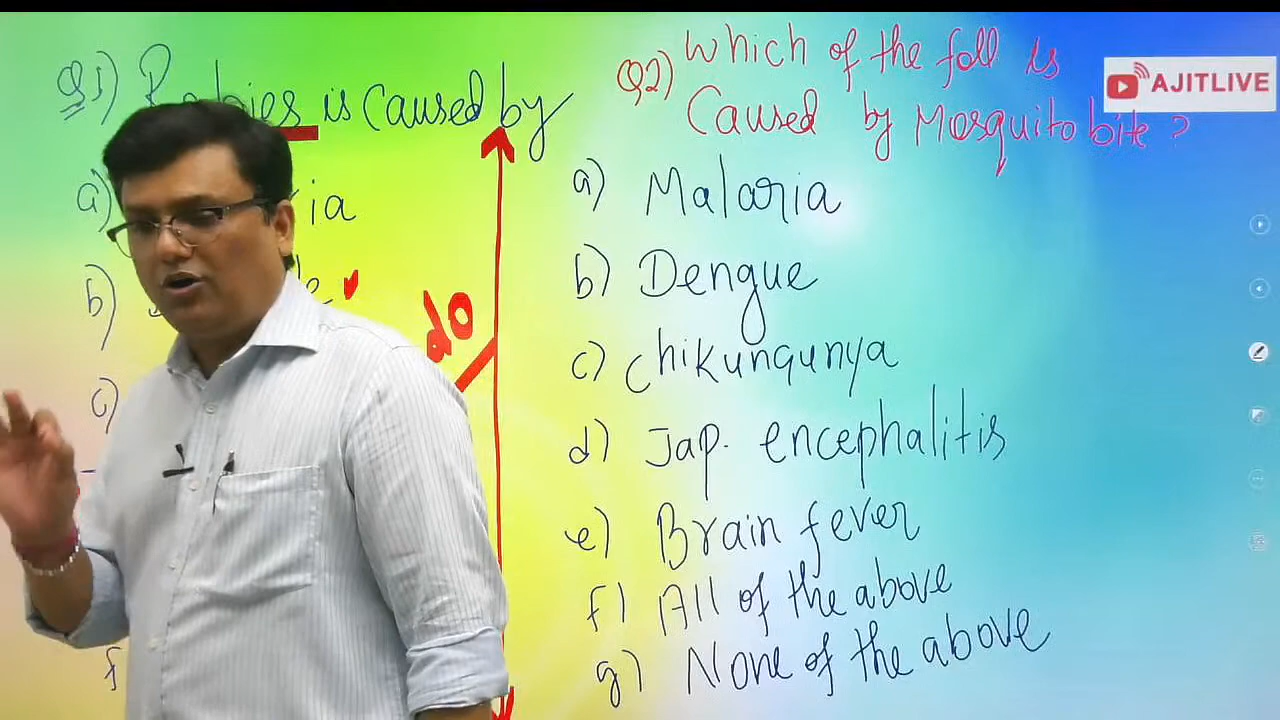 Q1) Rabies is caused by
a) ria
b)
c)
f
do
Q2) Which of the foll is
Caused by Mosquito bite ?
a) Malaria
b) Dengue
c) Chikungunya
d) Jap. encephalitis
e) Brain fever
f) All of the above
g) None of the above
AJITLIVE